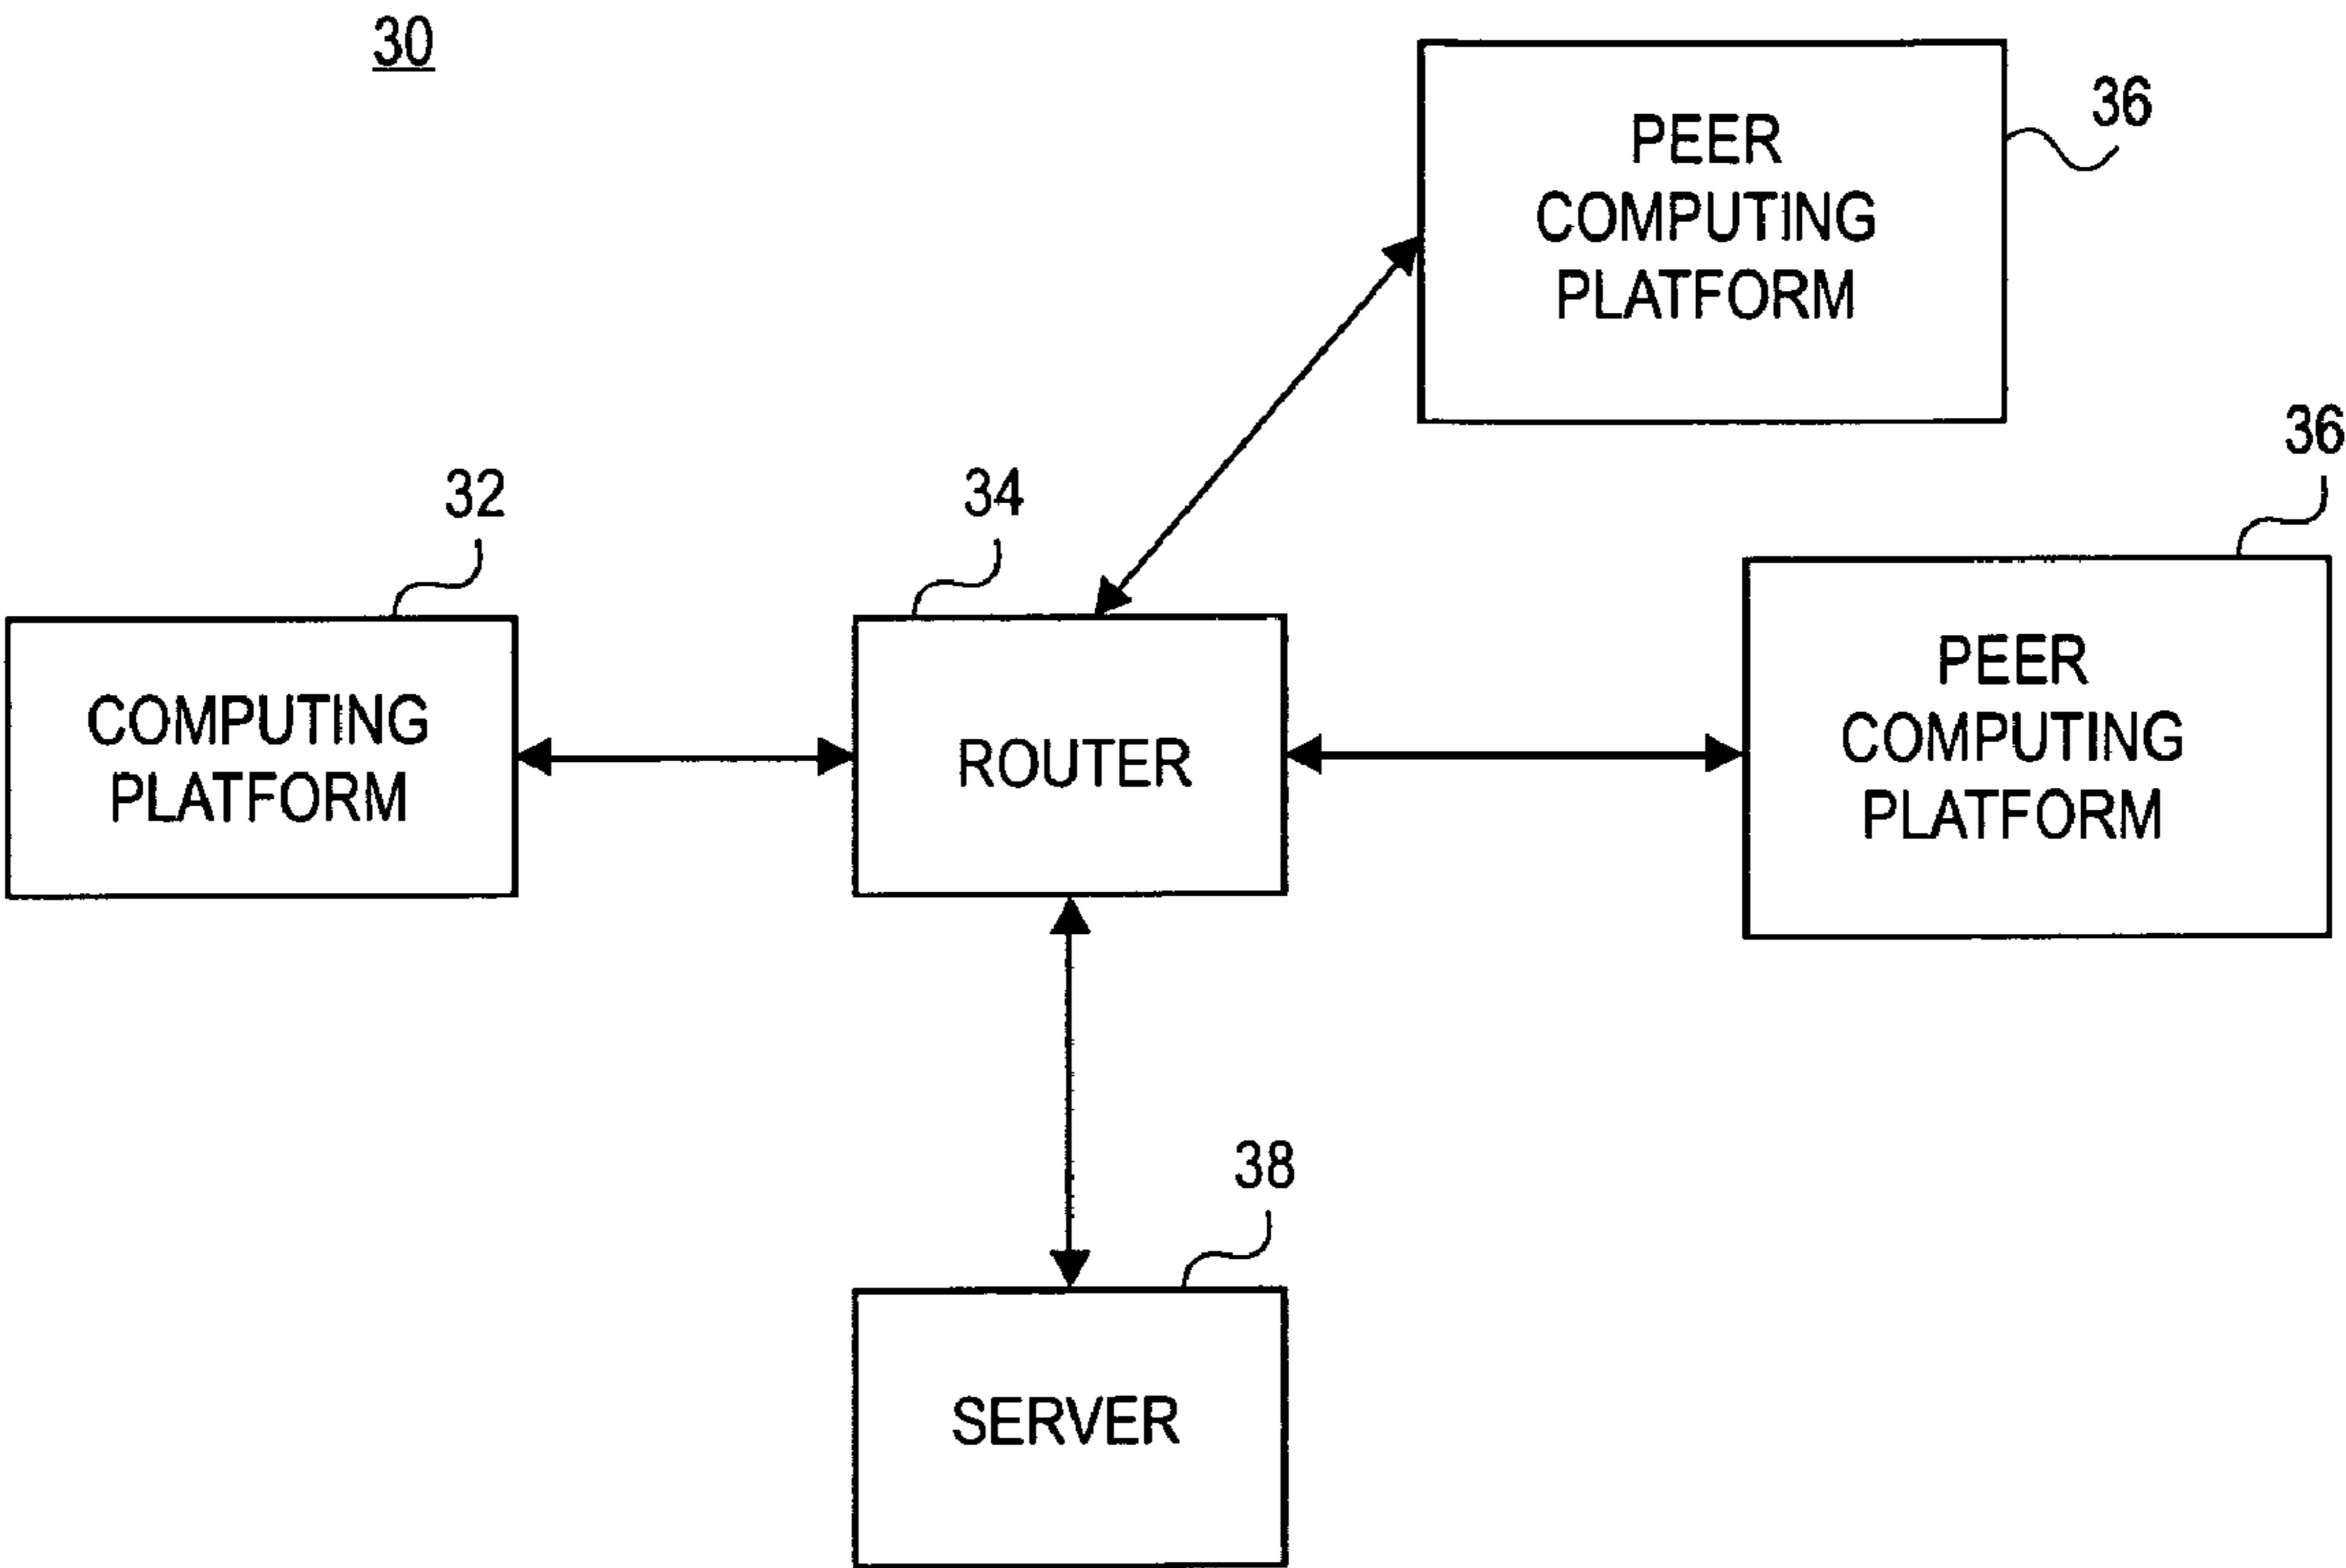 30
PEER
COMPUTING
PLATFORM
36
36
32
34
COMPUTING
PLATFORM
ROUTER
PEER
COMPUTING
PLATFORM
38
SERVER